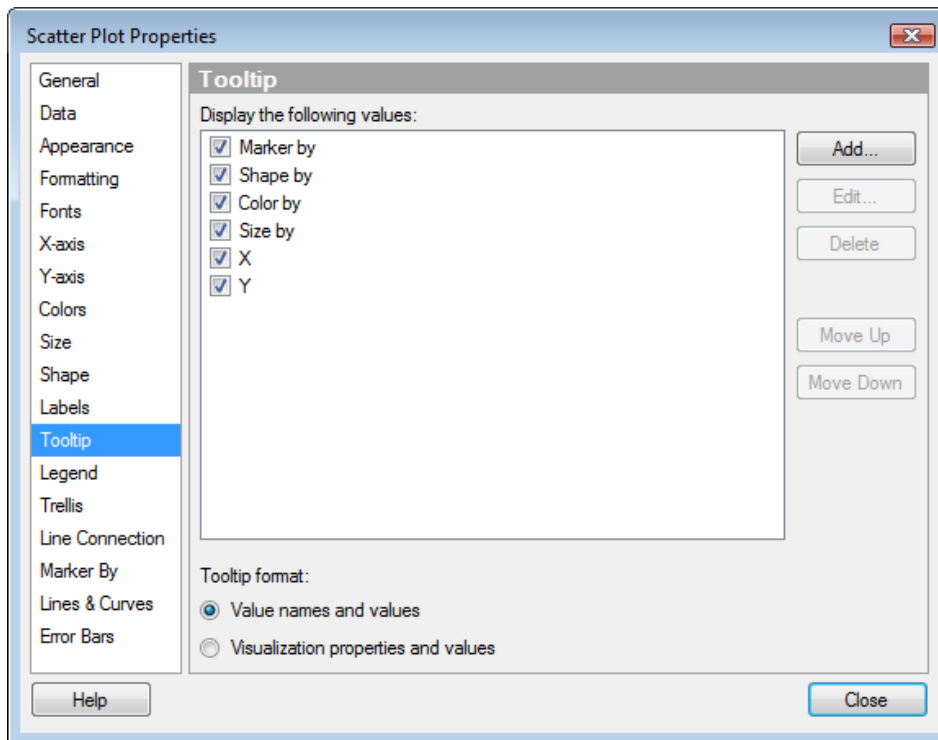 Scatter Plot Properties
General
Data
Appearance
Formatting
Fonts
X-axis
Y-axis
Colors
Size
Shape
Labels
Tooltip
Legend
Trellis
Line Connection
Marker By
Lines & Curves
Error Bars
Tooltip
Display the following values:
Marker by
Shape by
Color by
Size by
X
Y
Add...
Edit...
Delete
Move Up
Move Down
Tooltip format:
Value names and values
Visualization properties and values
Help
Close